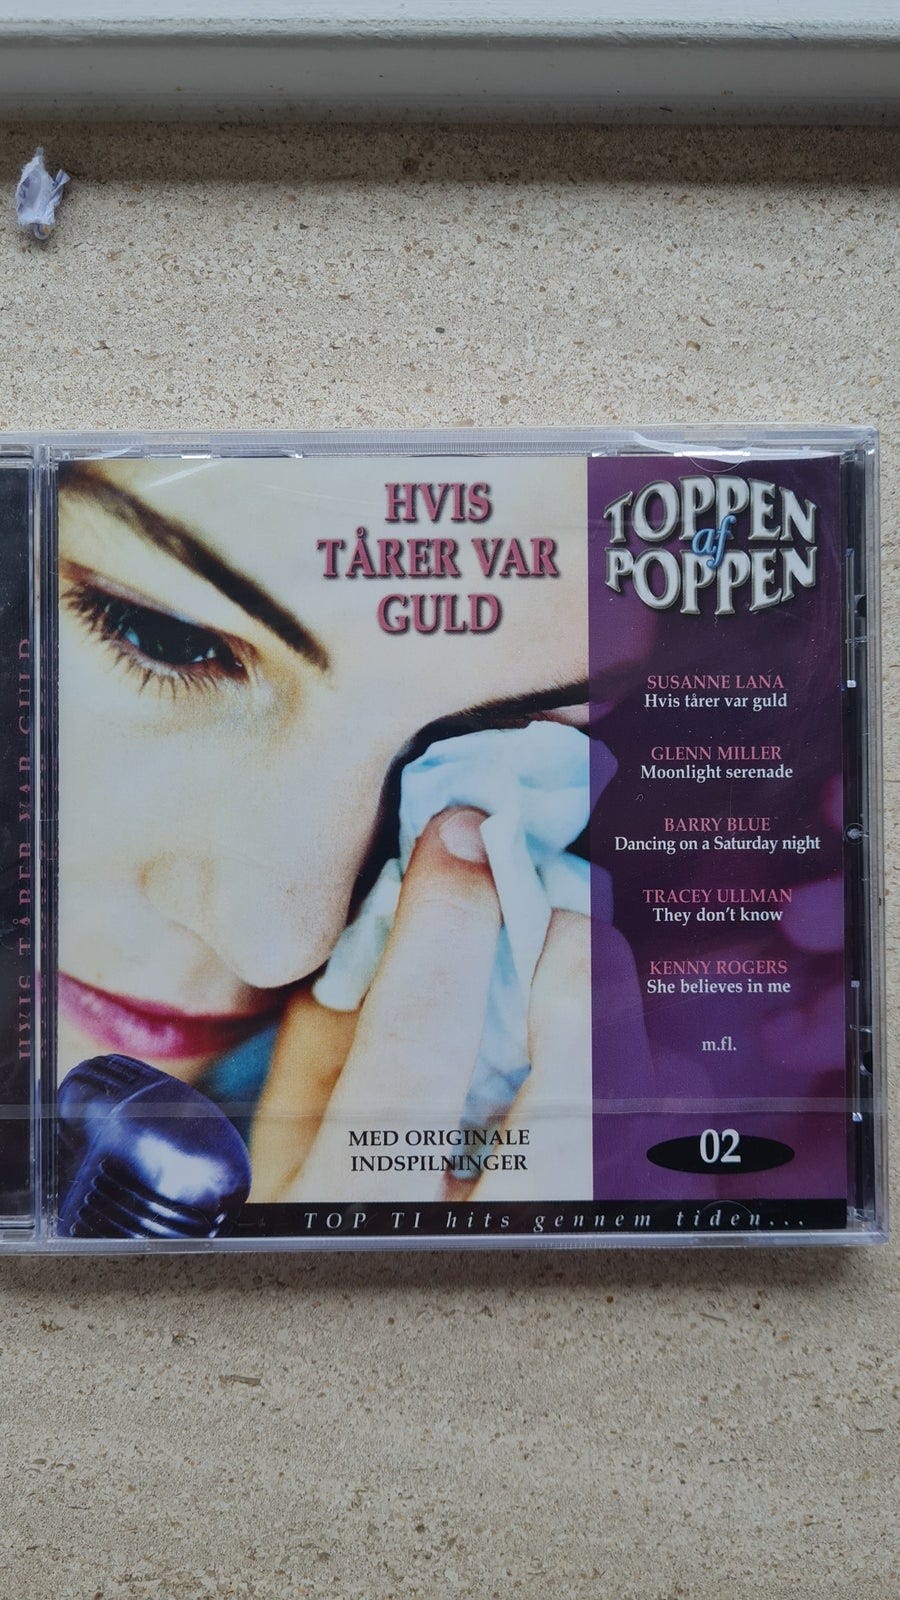 HVIS
TÅRER VAR
GULD
TOPPEN
af
POPPEN
SUSANNE LANA
Hvis tårer var guld
GLENN MILLER
Moonlight serenade
BARRY BLUE
Dancing on a Saturday night
TRACEY ULLMAN
They don't know
KENNY ROGERS
She believes in me
m.fl.
02
MED ORIGINALE
INDSPILNINGER
TOP TI hits gennem tiden...
HVIS TÅRER VAR GULD